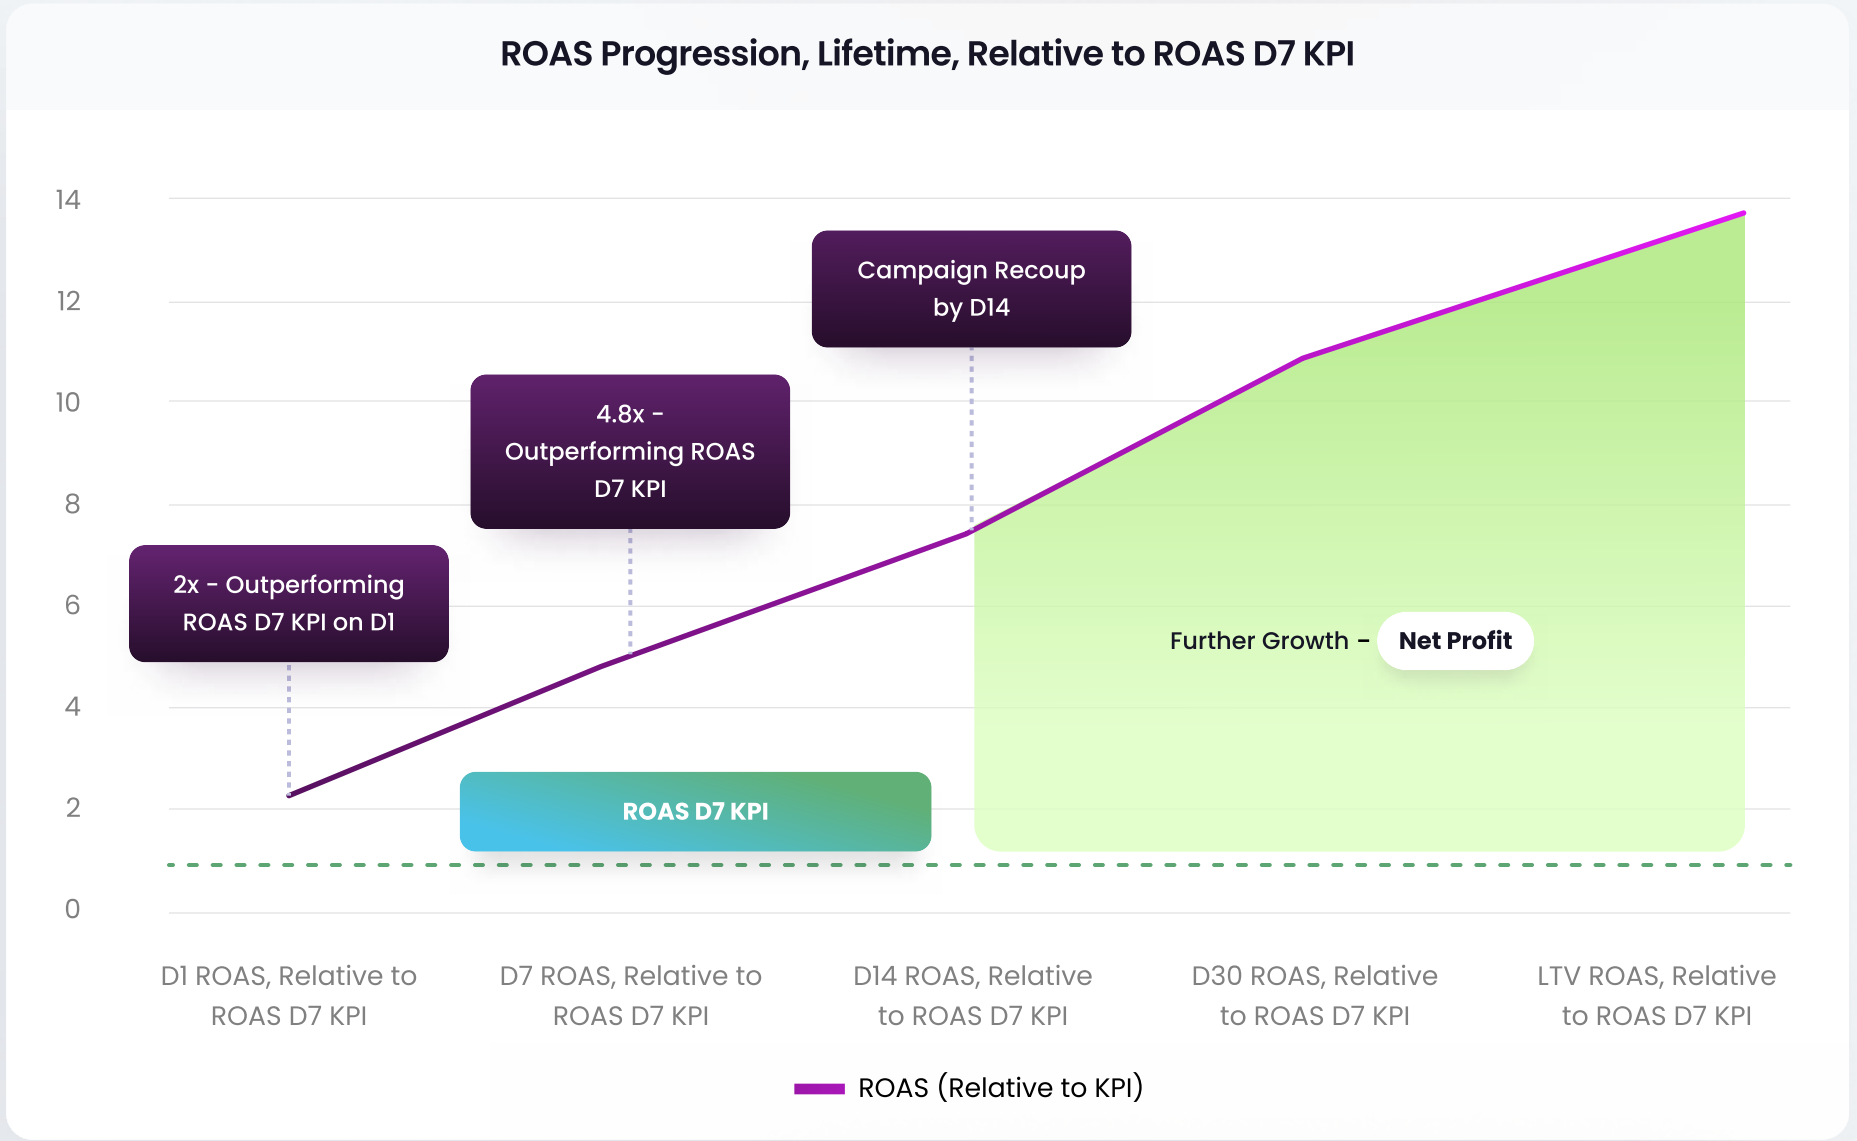 ROAS Progression, Lifetime, Relative to ROAS D7 KPI
14
12
10
8
6
4
2
0
2x - Outperforming
ROAS D7 KPI on D1
4.8x -
Outperforming ROAS
D7 KPI
Campaign Recoup
by D14
ROAS D7 KPI
Further Growth - Net Profit
D1 ROAS, Relative to
ROAS D7 KPI
D7 ROAS, Relative to
ROAS D7 KPI
D14 ROAS, Relative
to ROAS D7 KPI
D30 ROAS, Relative
to ROAS D7 KPI
LTV ROAS, Relative
to ROAS D7 KPI
ROAS (Relative to KPI)